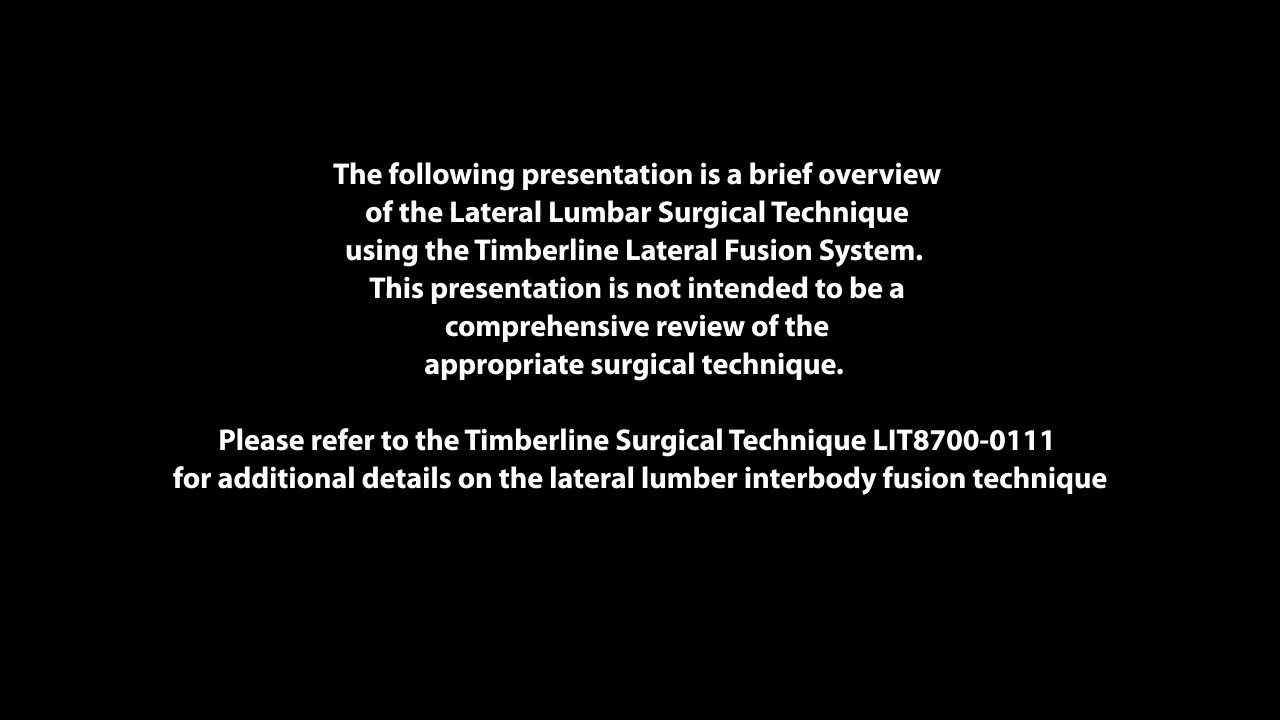 The following presentation is a brief overview
of the Lateral Lumbar Surgical Technique
using the Timberline Lateral Fusion System.
This presentation is not intended to be a
comprehensive review of the
appropriate surgical technique.
Please refer to the Timberline Surgical Technique LIT8700-0111
for additional details on the lateral lumber interbody fusion technique